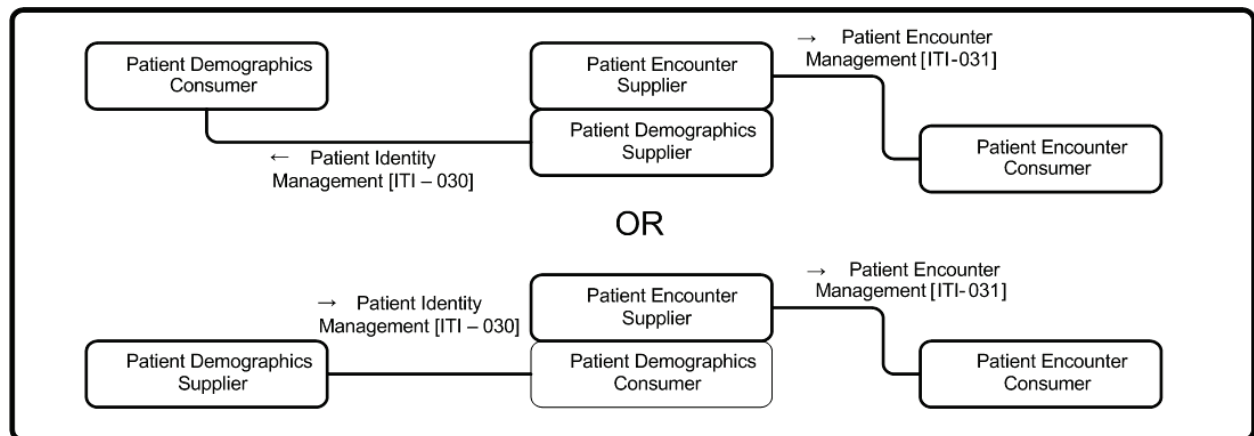 Patient Demographics
Consumer
Patient Encounter
Supplier
→ Patient Encounter
Management [ITI-031]
Patient Demographics
Supplier
← Patient Identity
Management [ITI – 030]
Patient Encounter
Consumer
OR
→ Patient Identity
Management [ITI – 030]
Patient Encounter
Supplier
→ Patient Encounter
Management [ITI-031]
Patient Demographics
Supplier
Patient Demographics
Consumer
Patient Encounter
Consumer